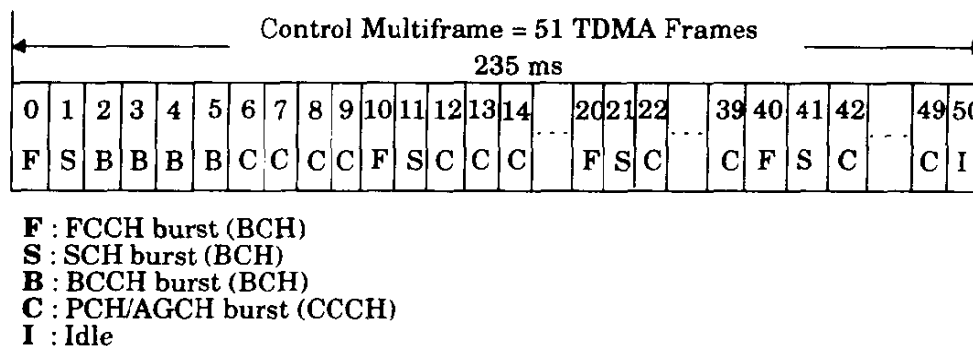 Control Multiframe = 51 TDMA Frames
235 ms
0 1 2 3 4 5 6 7 8 9 10 11 12 13 14 ... 20 21 22 ... 39 40 41 42 ... 49 50
F S B B B B C C C C F S C C C F S C C F S C C I
F : FCCH burst (BCH)
S : SCH burst (BCH)
B : BCCH burst (BCH)
C : PCH/AGCH burst (CCCH)
I : Idle